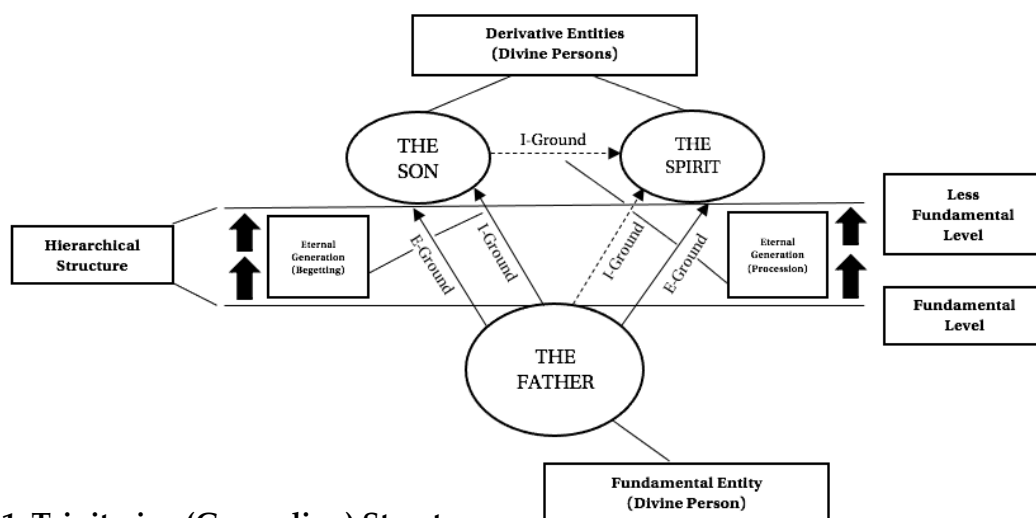 Derivative Entities
(Divine Persons)
THE
SON
I-Ground
THE
SPIRIT
Less
Fundamental
Level
Hierarchical
Structure
Eternal
Generation
(Begetting)
E-Ground
I-Ground
I-Ground
E-Ground
Eternal
Generation
(Procession)
Fundamental
Level
THE
FATHER
Fundamental Entity
(Divine Person)